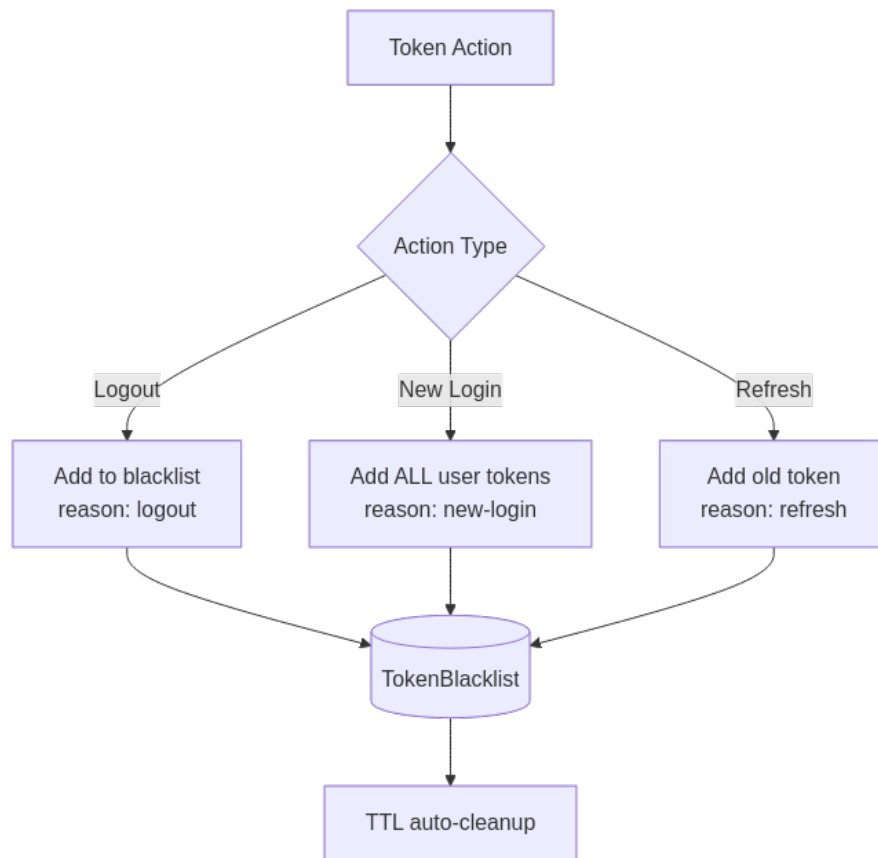 Token Action
Action Type
Logout
New Login
Refresh
Add to blacklist
reason: logout
Add ALL user tokens
reason: new-login
Add old token
reason: refresh
TokenBlacklist
TTL auto-cleanup